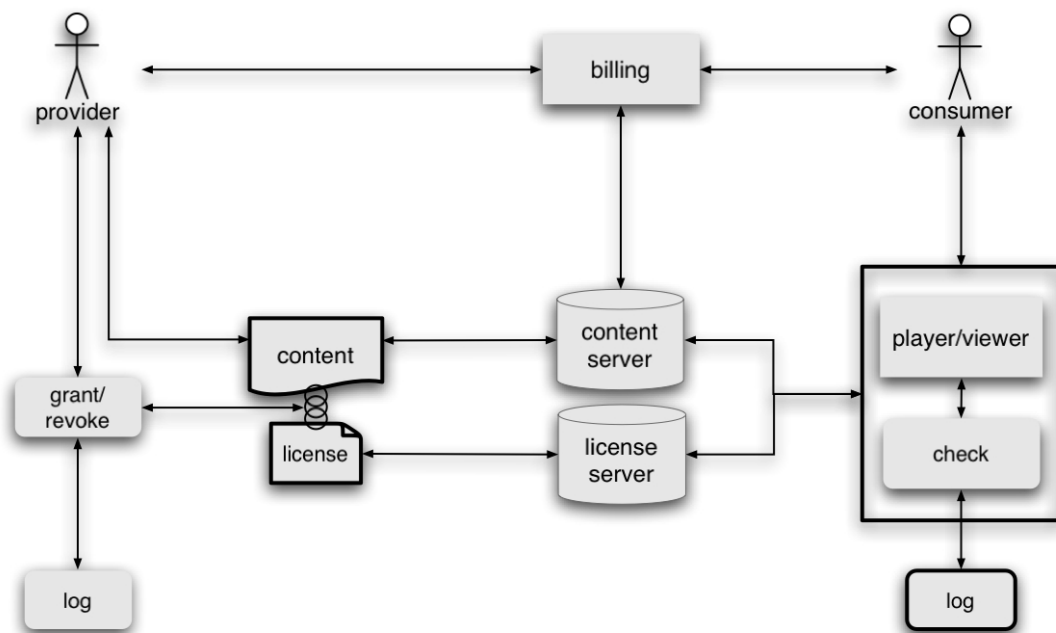 billing
provider
consumer
content
server
player/viewer
content
grant/
revoke
license
license
server
check
log
log